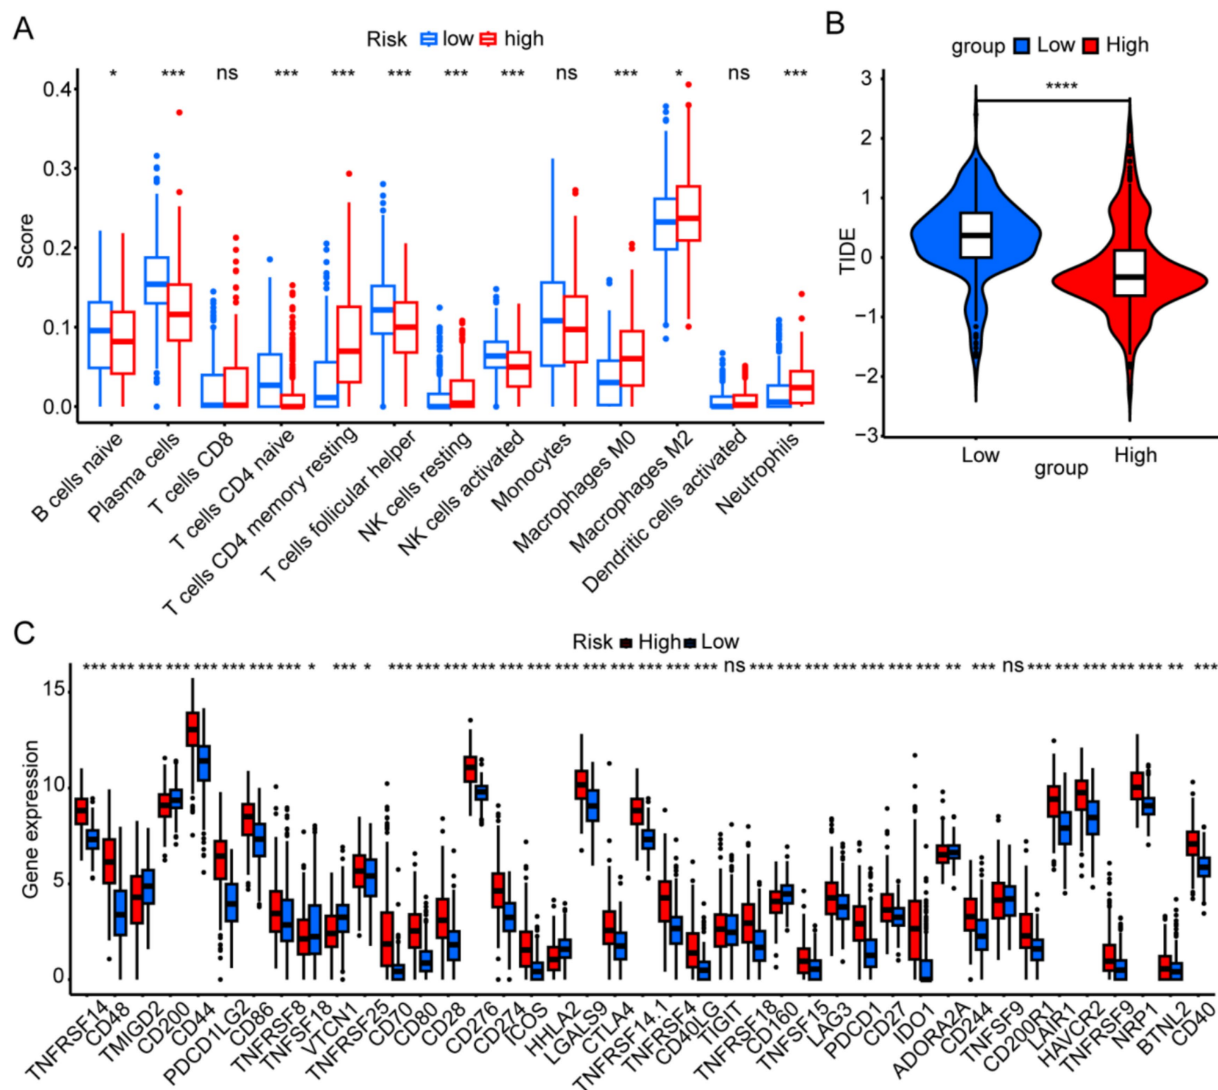 A
Risk low high
* *** ns *** *** *** *** *** ns *** * ns ***
0.4
0.3
0.2
0.1
0.0
Score
B cells naive
Plasma cells
T cells CD8
T cells CD4 naive
T cells CD4 memory resting
T cells follicular helper
NK cells resting
NK cells activated
Monocytes
Macrophages M0
Macrophages M2
Dendritic cells activated
Neutrophils
B
group Low High
****
3
2
1
0
−1
−2
−3
TIDE
Low High
group
C
Risk High Low
*** *** *** *** *** *** *** *** * *** * *** *** *** *** *** *** *** *** *** *** *** *** ns *** *** *** *** *** *** *** ** *** ns *** *** *** *** *** ** ***
15
10
5
0
Gene expression
TNFRSF14
CD48
TMIGD2
CD200
CD44
PDCD1LG2
CD86
TNFRSF8
TNFSF18
VTCN1
TNFRSF25
CD70
CD80
CD28
CD276
CD274
ICOS
HHLA2
LGALS9
CTLA4
TNFRSF14.1
TNFRSF4
CD40LG
TIGIT
TNFRSF18
CD160
TNFSF15
LAG3
PDCD1
CD27
IDO1
ADORA2A
CD244
TNFSF9
CD200R1
LAIR1
HAVCR2
TNFRSF9
NRP1
BTNL2
CD40